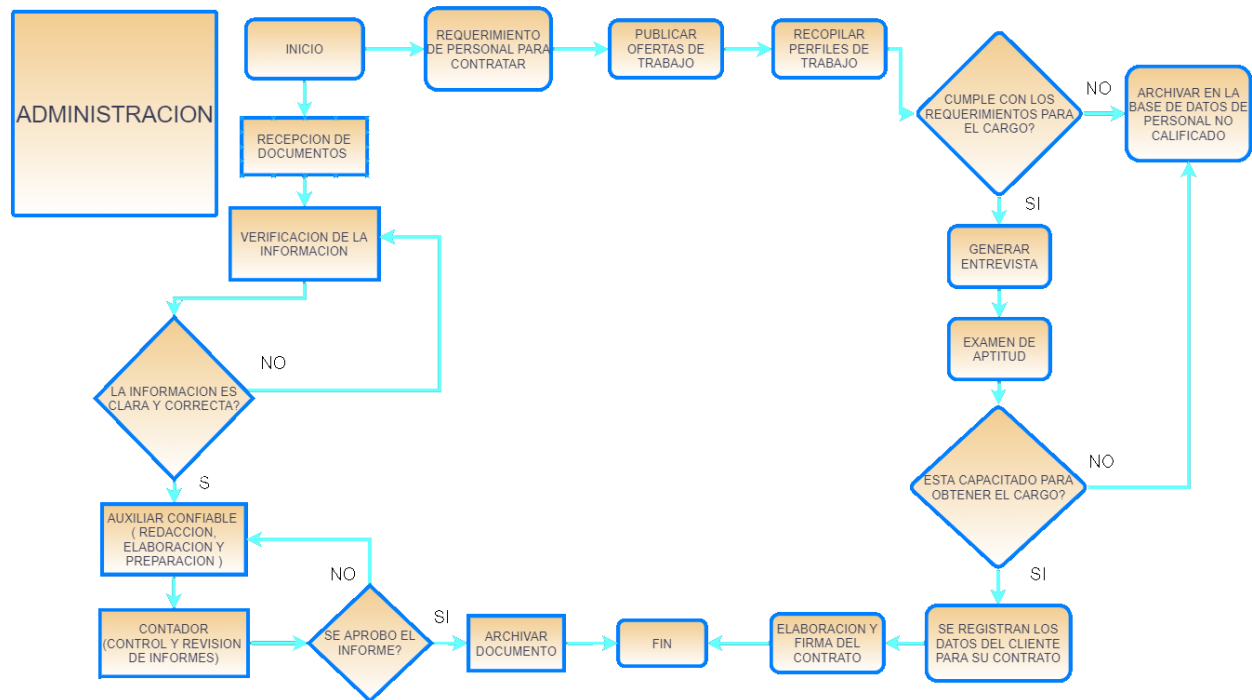 ADMINISTRACION
INICIO
REQUERIMIENTO
DE PERSONAL PARA
CONTRATAR
PUBLICAR
OFERTAS DE
TRABAJO
RECOPILAR
PERFILES DE
TRABAJO
CUMPLE CON LOS
REQUERIMIENTOS PARA
EL CARGO?
NO
ARCHIVAR EN LA
BASE DE DATOS DE
PERSONAL NO
CALIFICADO
RECEPCION DE
DOCUMENTOS
SI
VERIFICACION DE LA
INFORMACION
GENERAR
ENTREVISTA
EXAMEN DE
APTITUD
NO
LA INFORMACION ES
CLARA Y CORRECTA?
S
ESTA CAPACITADO PARA
OBTENER EL CARGO?
NO
AUXILIAR CONFIABLE
( REDACCION,
ELABORACION Y
PREPARACION )
NO
SI
CONTADOR
(CONTROL Y REVISION
DE INFORMES)
SE APROBO EL
INFORME?
SI
ARCHIVAR
DOCUMENTO
FIN
ELABORACION Y
FIRMA DEL
CONTRATO
SE REGISTRAN LOS
DATOS DEL CLIENTE
PARA SU CONTRATO